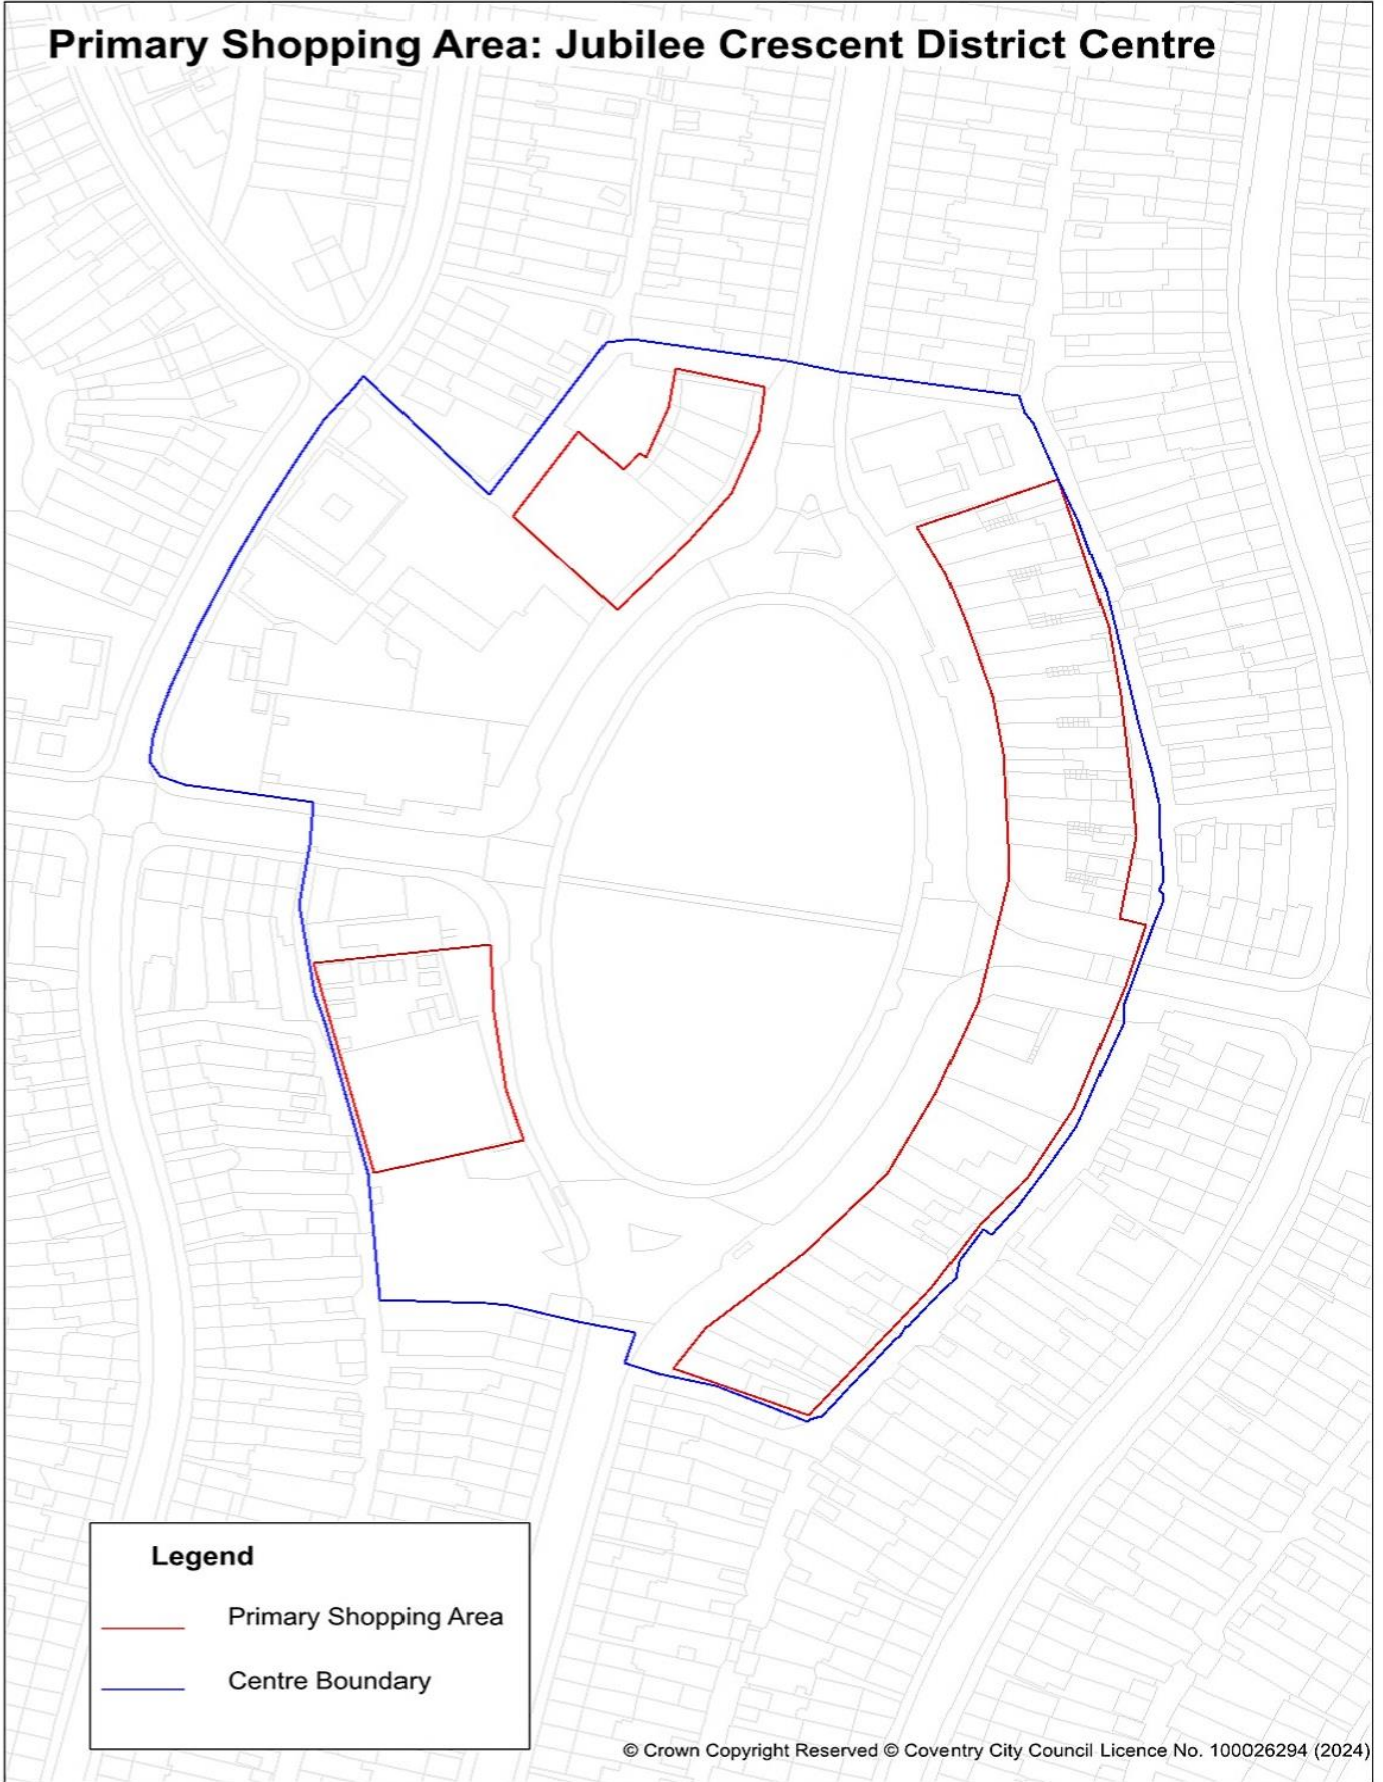 Primary Shopping Area: Jubilee Crescent District Centre
Legend
Primary Shopping Area
Centre Boundary
© Crown Copyright Reserved © Coventry City Council Licence No. 100026294 (2024)